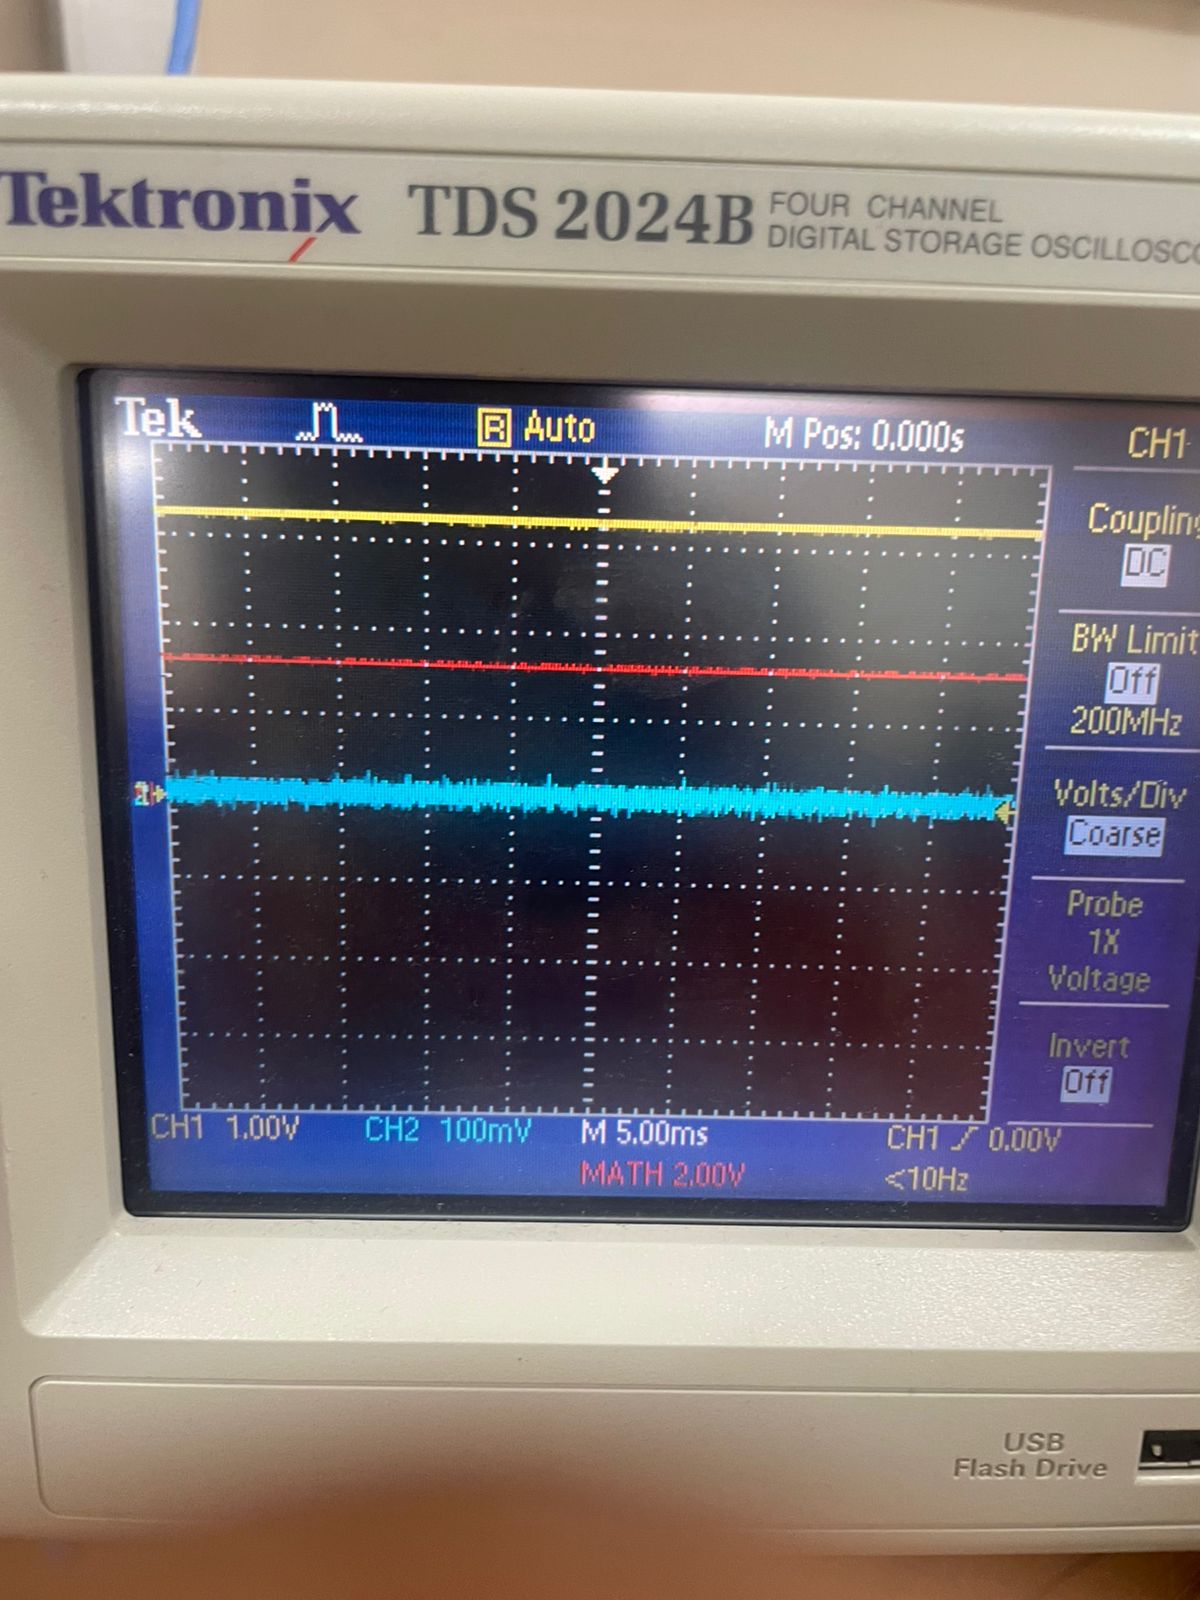 Tektronix TDS 2024B FOUR CHANNEL
DIGITAL STORAGE OSCILLOSCO
Tek R Auto M Pos: 0.000s CH1
Coupling
DC
BW Limit
Off
200MHz
Volts/Div
Coarse
Probe
1X
Voltage
Invert
Off
CH1 1.00V CH2 100mV M 5.00ms CH1 0.00V
MATH 2.00V <10Hz
USB
Flash Drive